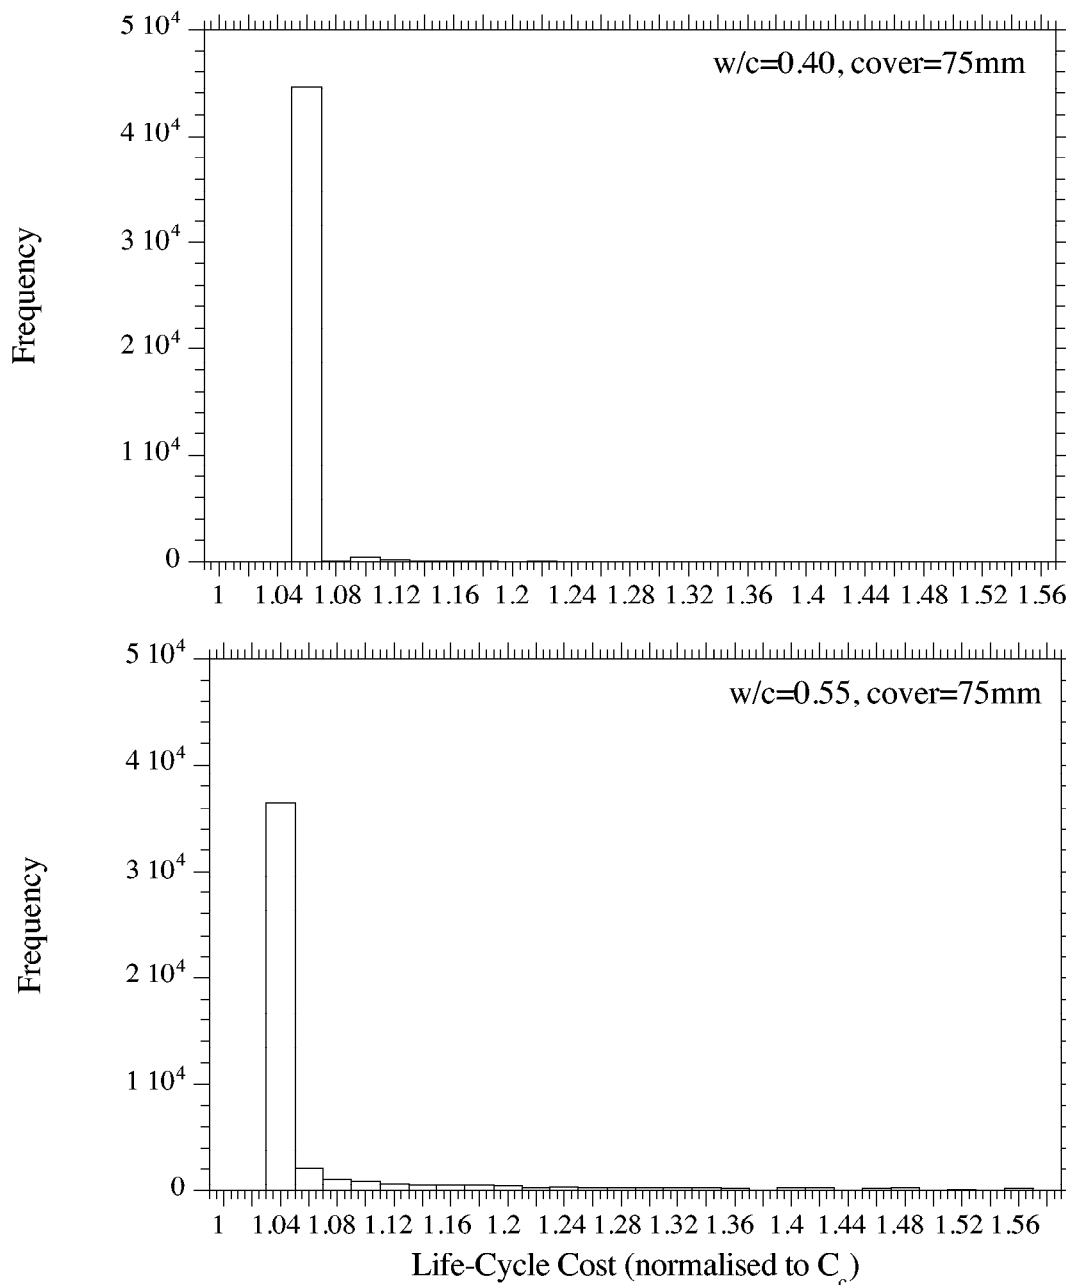 w/c=0.40, cover=75mm
5 10⁴
4 10⁴
3 10⁴
2 10⁴
1 10⁴
0
Frequency
1 1.04 1.08 1.12 1.16 1.2 1.24 1.28 1.32 1.36 1.4 1.44 1.48 1.52 1.56
w/c=0.55, cover=75mm
5 10⁴
4 10⁴
3 10⁴
2 10⁴
1 10⁴
0
Frequency
1 1.04 1.08 1.12 1.16 1.2 1.24 1.28 1.32 1.36 1.4 1.44 1.48 1.52 1.56
Life-Cycle Cost (normalised to C_c)